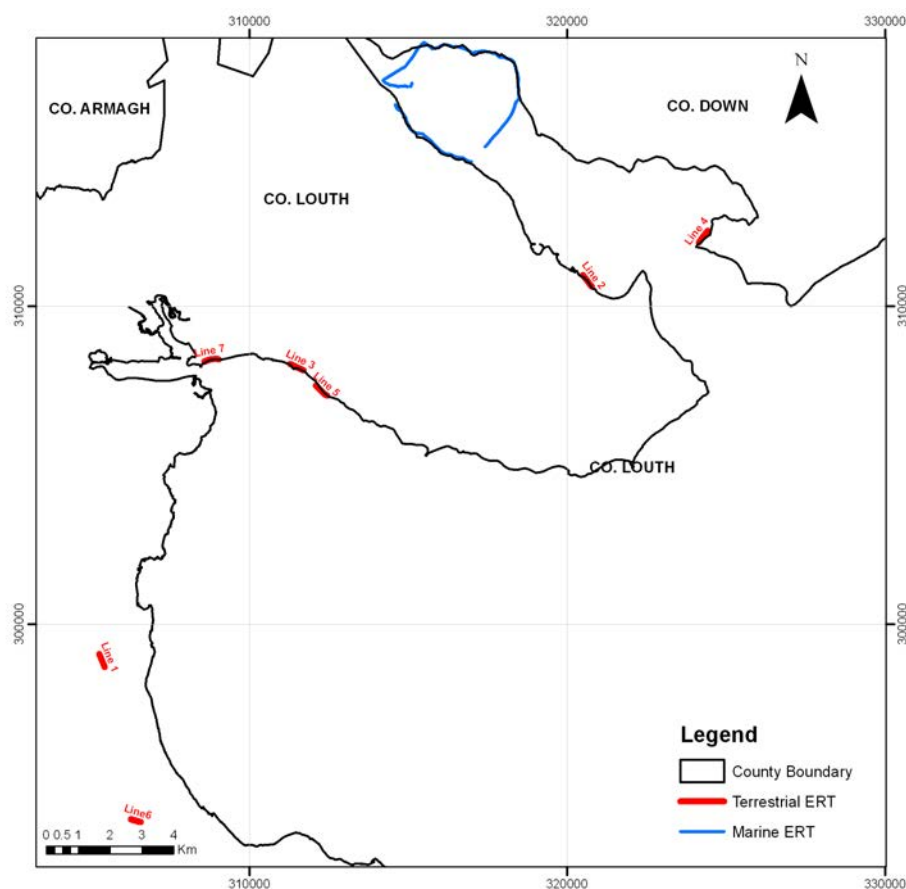 310000
320000
330000
N
CO. ARMAGH
CO. DOWN
CO. LOUTH
Line 4
Line 2
310000
310000
Line 7
Line 3
Line 5
CO. LOUTH
300000
300000
Line 1
Legend
County Boundary
Terrestrial ERT
Marine ERT
Line6
0 0.5 1 2 3 4
Km
310000
320000
330000